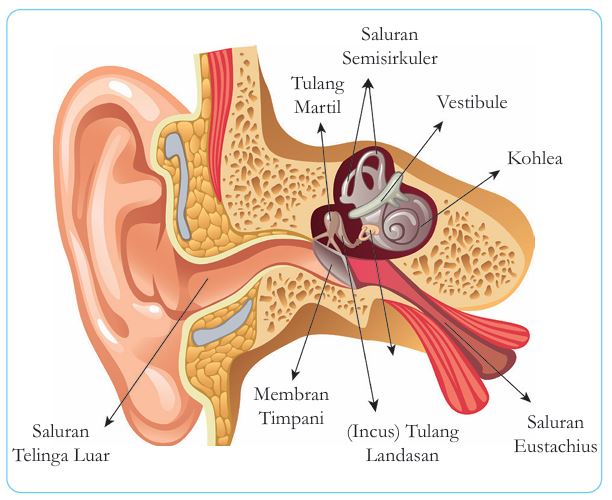 Saluran
Semisirkuler
Tulang
Martil
Vestibule
Kohlea
Membran
Timpani
(Incus) Tulang
Landasan
Saluran
Eustachius
Saluran
Telinga Luar